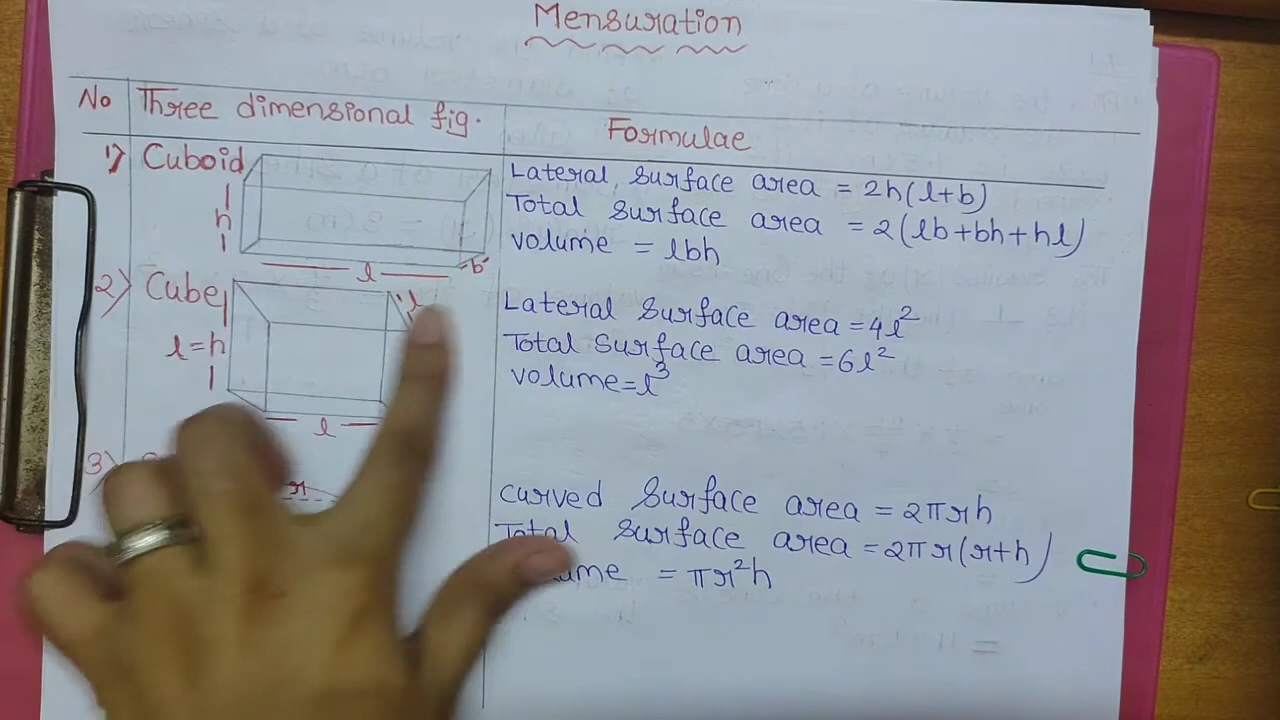 Mensuration
No Three dimensional fig. Formulae
1) Cuboid
h
l
b
Lateral surface area = 2h(l+b)
Total surface area = 2(lb+bh+hl)
volume = lbh
2) Cube
l
l=h
l
Lateral Surface area = 4l²
Total surface area = 6l²
volume = l³
3)
r
curved surface area = 2πrh
Total surface area = 2πr(r+h)
= πr²h